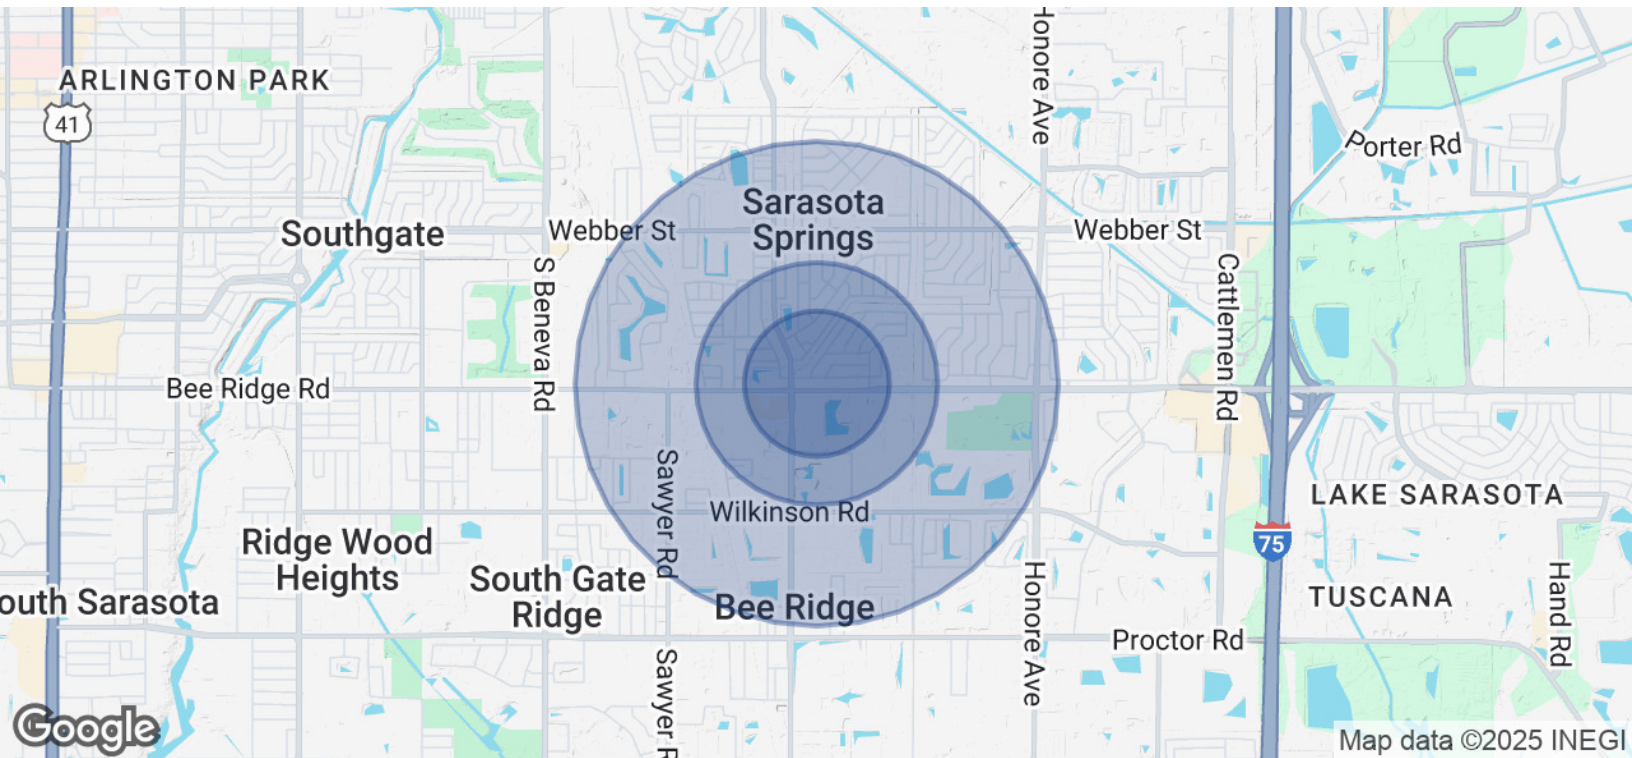 Honore Ave
ARLINGTON PARK
41
Porter Rd
Sarasota
Springs
Southgate
Webber St
Webber St
S Beneva Rd
Cattlemen Rd
Bee Ridge Rd
Sawyer Rd
LAKE SARASOTA
Wilkinson Rd
75
Ridge Wood
Heights
South Gate
Ridge
Bee Ridge
outh Sarasota
Honore Ave
TUSCANA
Hand Rd
Proctor Rd
Sawyer R
Google
Map data ©2025 INEGI